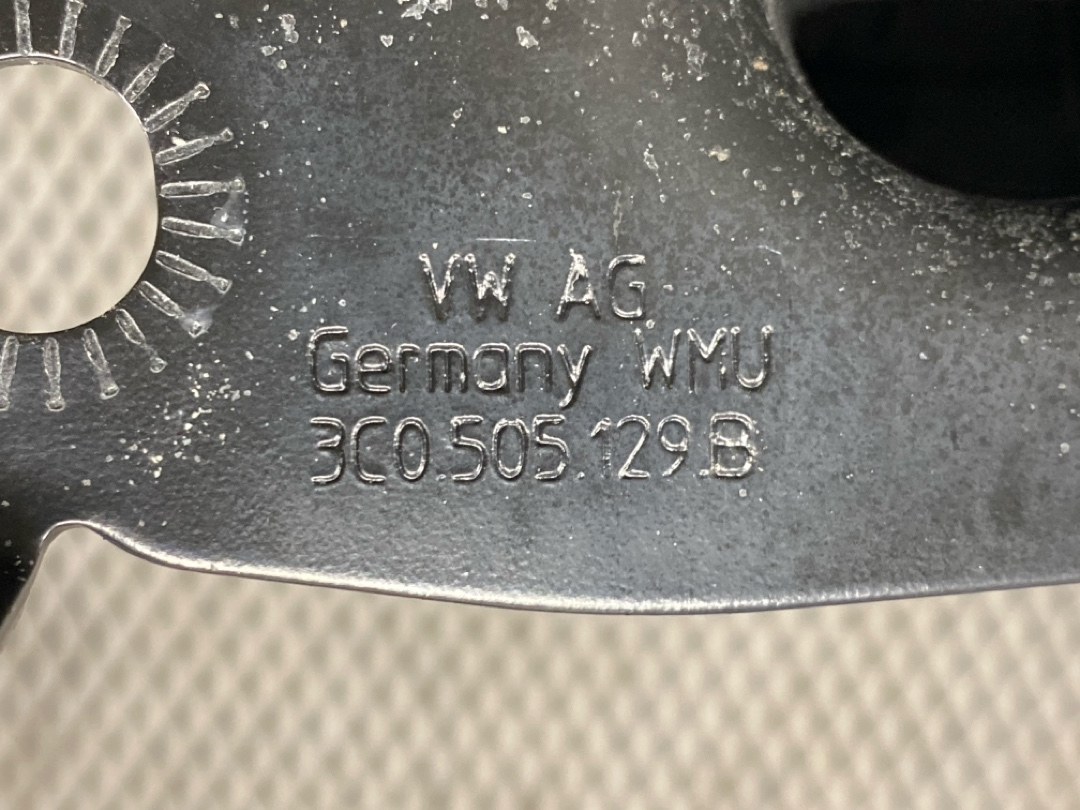 VW AG
Germany WMU
3C0.505.129.B